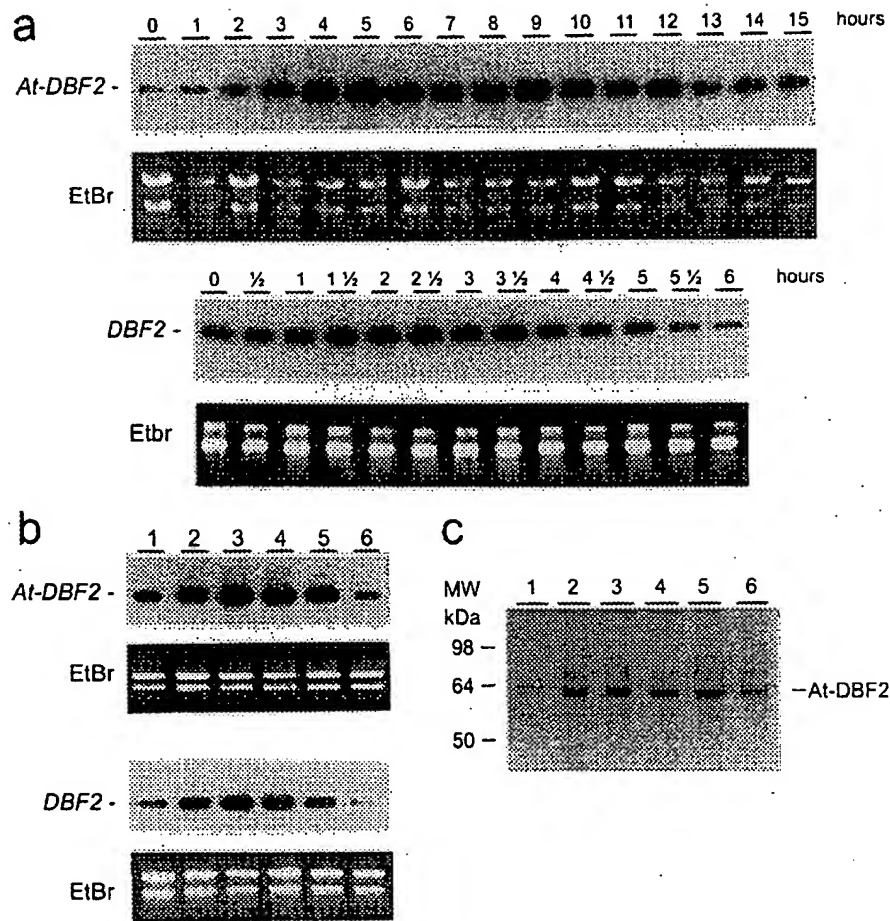 a
0 1 2 3 4 5 6 7 8 9 10 11 12 13 14 15 hours
At-DBF2 -
EtBr
0 ½ 1 1 ½ 2 2 ½ 3 3 ½ 4 4 ½ 5 5 ½ 6 hours
DBF2 -
Etbr
b
1 2 3 4 5 6
At-DBF2 -
EtBr
DBF2 -
EtBr
c
MW
kDa
1 2 3 4 5 6
98 –
64 –
50 –
–At-DBF2